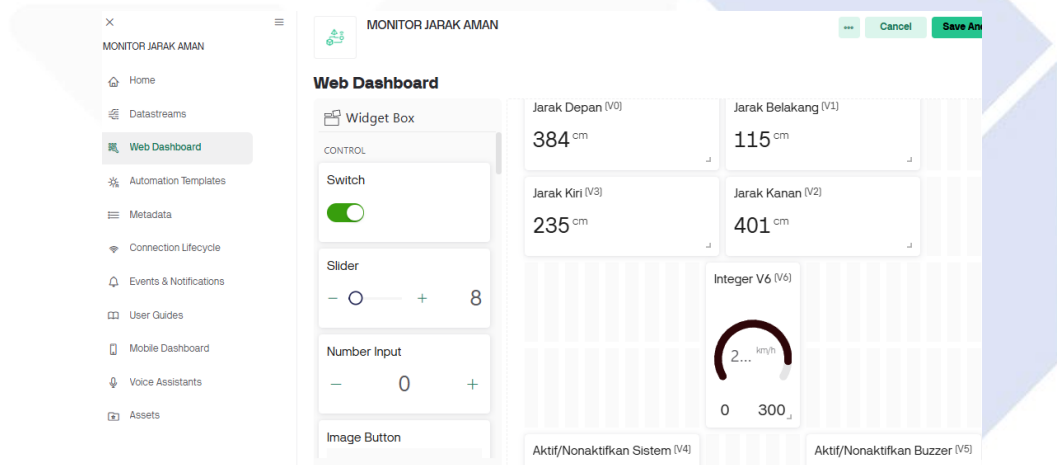 MONITOR JARAK AMAN
Home
Datastreams
Web Dashboard
Automation Templates
Metadata
Connection Lifecycle
Events & Notifications
User Guides
Mobile Dashboard
Voice Assistants
Assets
MONITOR JARAK AMAN
Cancel
Save An
Web Dashboard
Widget Box
CONTROL
Switch
Slider
− + 8
Number Input
− 0 +
Image Button
Jarak Depan (V0)
384 cm
Jarak Belakang (V1)
115 cm
Jarak Kiri (V3)
235 cm
Jarak Kanan (V2)
401 cm
Integer V6 (V6)
2... km/h
0 300
Aktif/Nonaktifkan Sistem (V4)
Aktif/Nonaktifkan Buzzer (V5)